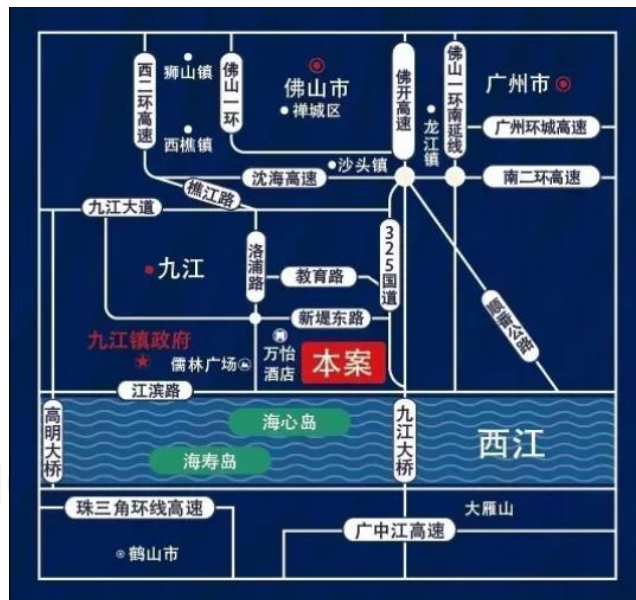 西二环高速
狮山镇
佛山一环
佛山市
禅城区
佛开高速
龙江镇
佛山一环南延线
广州市
广州环城高速
西樵镇
沙头镇
沈海高速
南二环高速
樵江路
九江大道
九江
洛浦路
教育路
325国道
顺番公路
新堤东路
九江镇政府
儒林广场
万怡
酒店
本案
江滨路
高明大桥
海心岛
海寿岛
九江大桥
西江
珠三角环线高速
大雁山
广中江高速
鹤山市